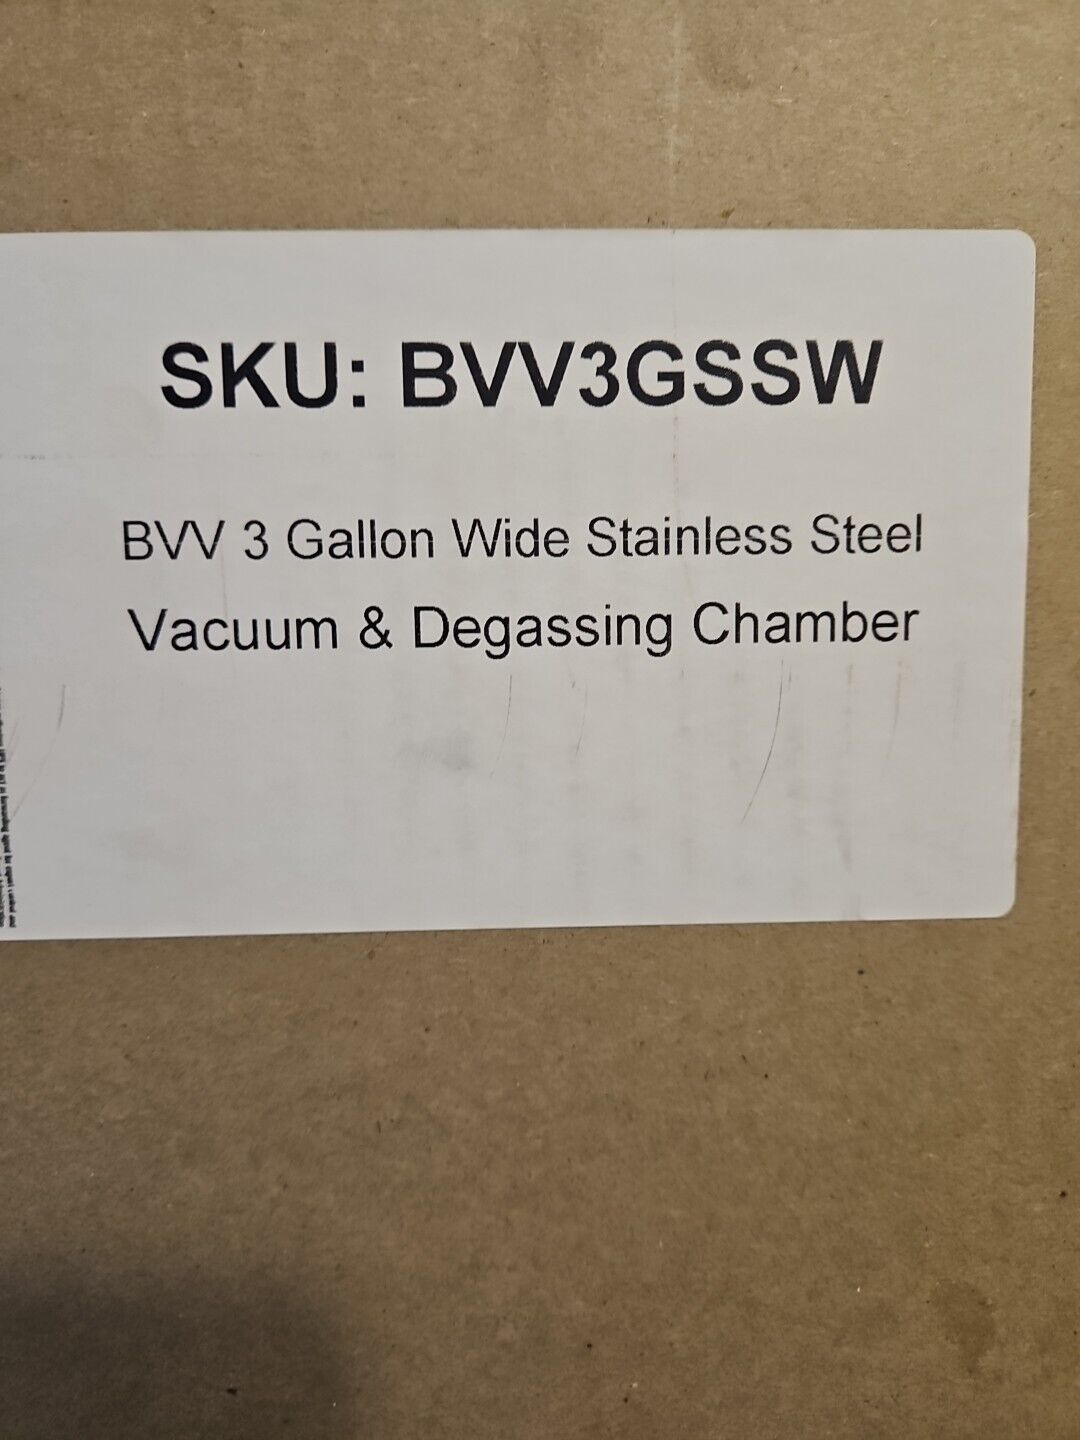 SKU: BVV3GSSW
BVV 3 Gallon Wide Stainless Steel
Vacuum & Degassing Chamber